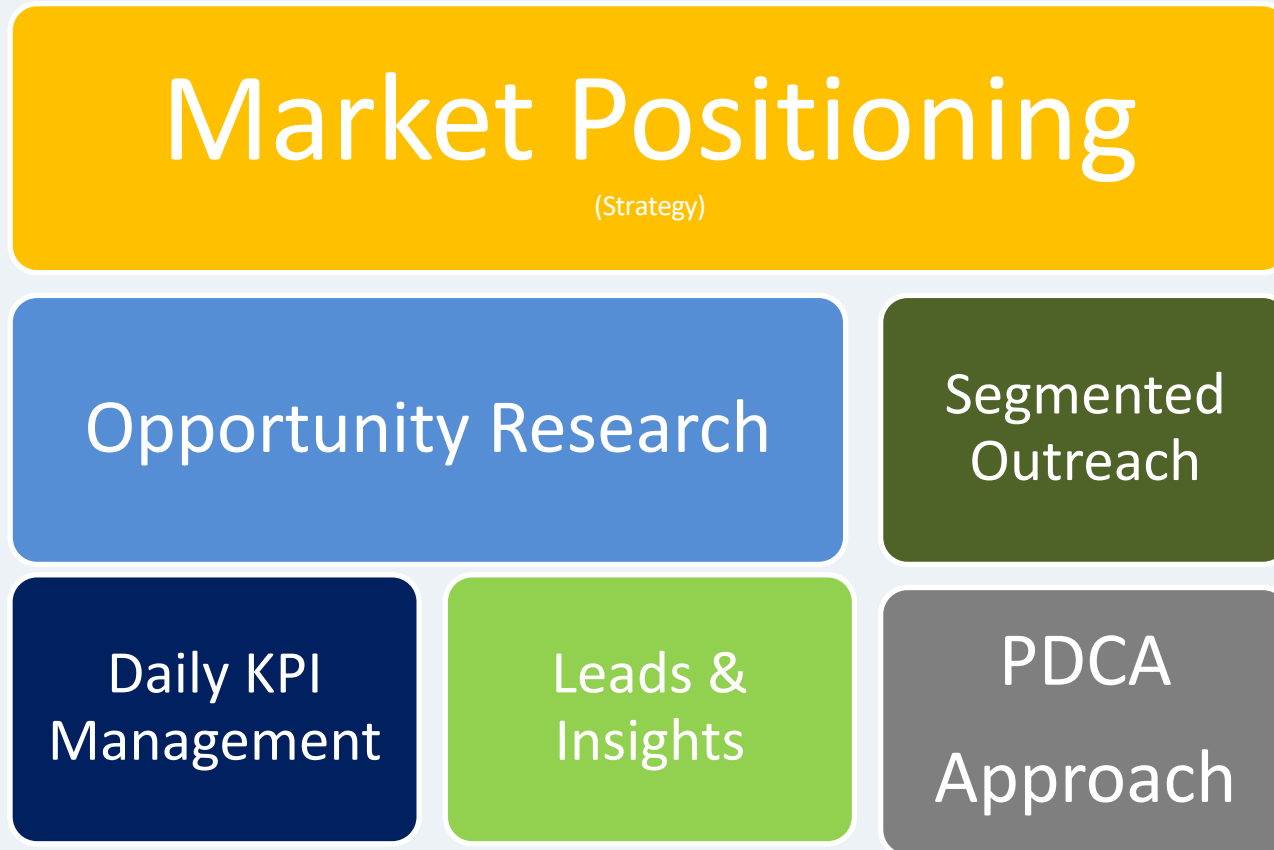 Market Positioning
(Strategy)
Opportunity Research
Segmented
Outreach
Daily KPI
Management
Leads &
Insights
PDCA
Approach